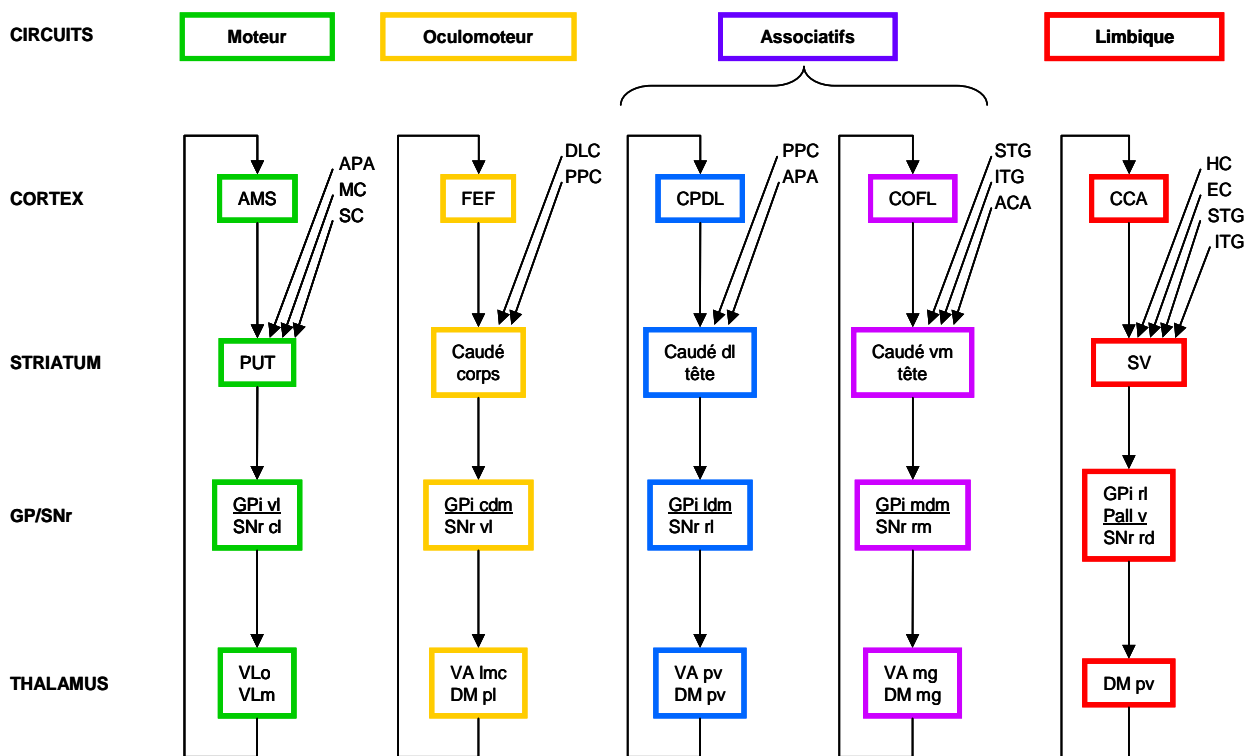 CIRCUITS
Moteur
Oculomoteur
Associatifs
Limbique
CORTEX
AMS
APA
MC
SC
FEF
DLC
PPC
CPDL
PPC
APA
COFL
STG
ITG
ACA
CCA
HC
EC
STG
ITG
STRIATUM
PUT
Caudé
corps
Caudé dl
tête
Caudé vm
tête
SV
GP/SNr
GPi vl
SNr cl
GPi cdm
SNr vl
GPi ldm
SNr rl
GPi mdm
SNr rm
GPi rl
Pall v
SNr rd
THALAMUS
VLo
VLm
VA lmc
DM pl
VA pv
DM pv
VA mg
DM mg
DM pv